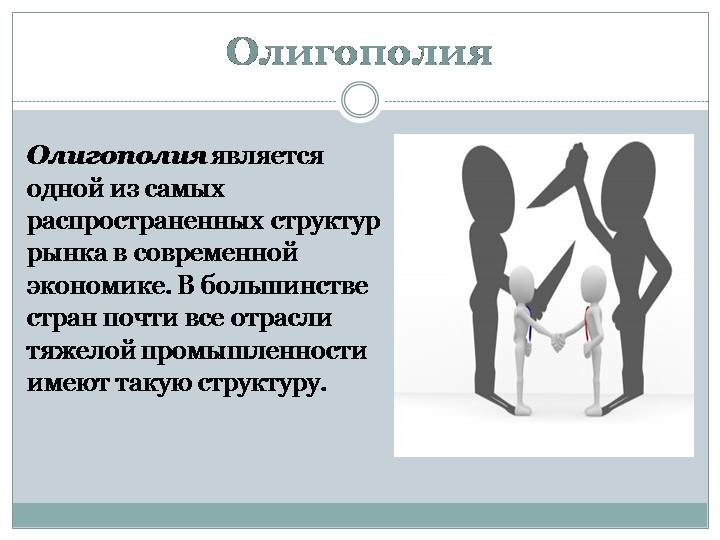 Олигополия
Олигополия является
одной из самых
распространенных структур
рынка в современной
экономике. В большинстве
стран почти все отрасли
тяжелой промышленности
имеют такую структуру.